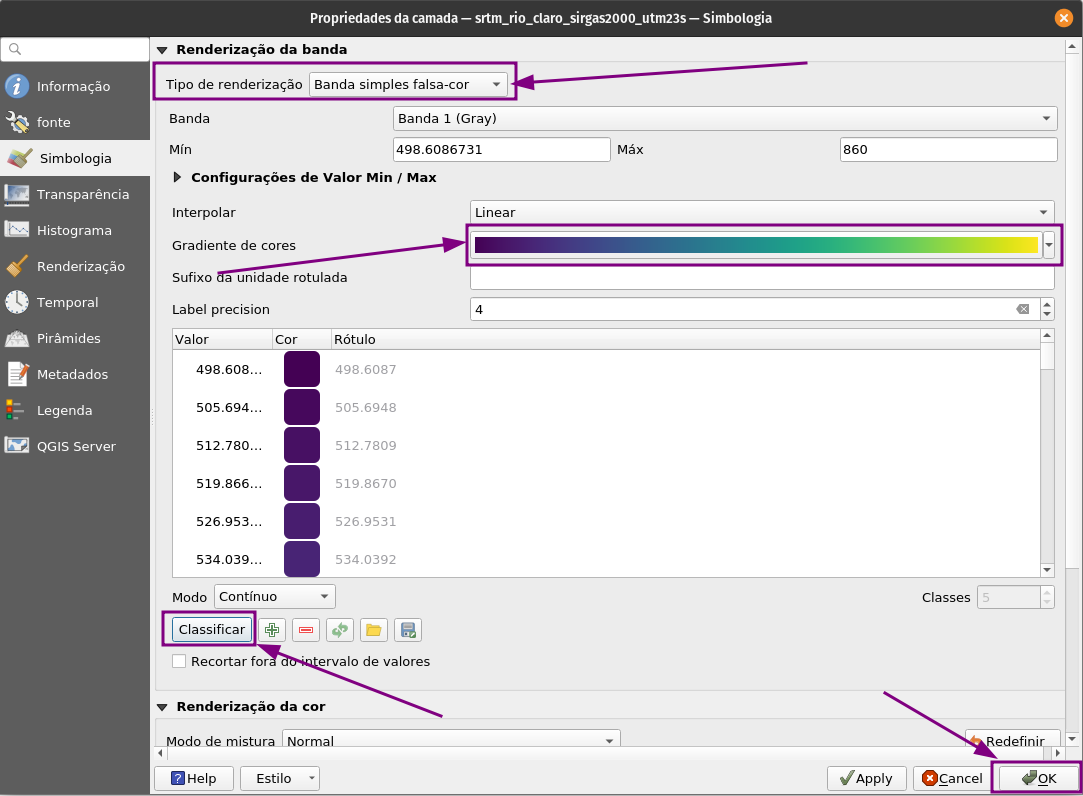 Propriedades da camada — srtm_rio_claro_sirgas2000_utm23s — Simbologia
Informação
fonte
Simbologia
Transparência
Histograma
Renderização
Temporal
Pirâmides
Metadados
Legenda
QGIS Server
Renderização da banda
Tipo de renderização Banda simples falsa-cor
Banda Banda 1 (Gray)
Mín 498.6086731 Máx 860
Configurações de Valor Min / Max
Interpolar Linear
Gradiente de cores
Sufixo da unidade rotulada
Label precision 4
Valor Cor Rótulo
498.608... 498.6087
505.694... 505.6948
512.780... 512.7809
519.866... 519.8670
526.953... 526.9531
534.039... 534.0392
Modo Contínuo Classes 5
Classificar
Recortar fora do intervalo de valores
Renderização da cor
Modo de mistura Normal Redefinir
Help Estilo Apply Cancel OK